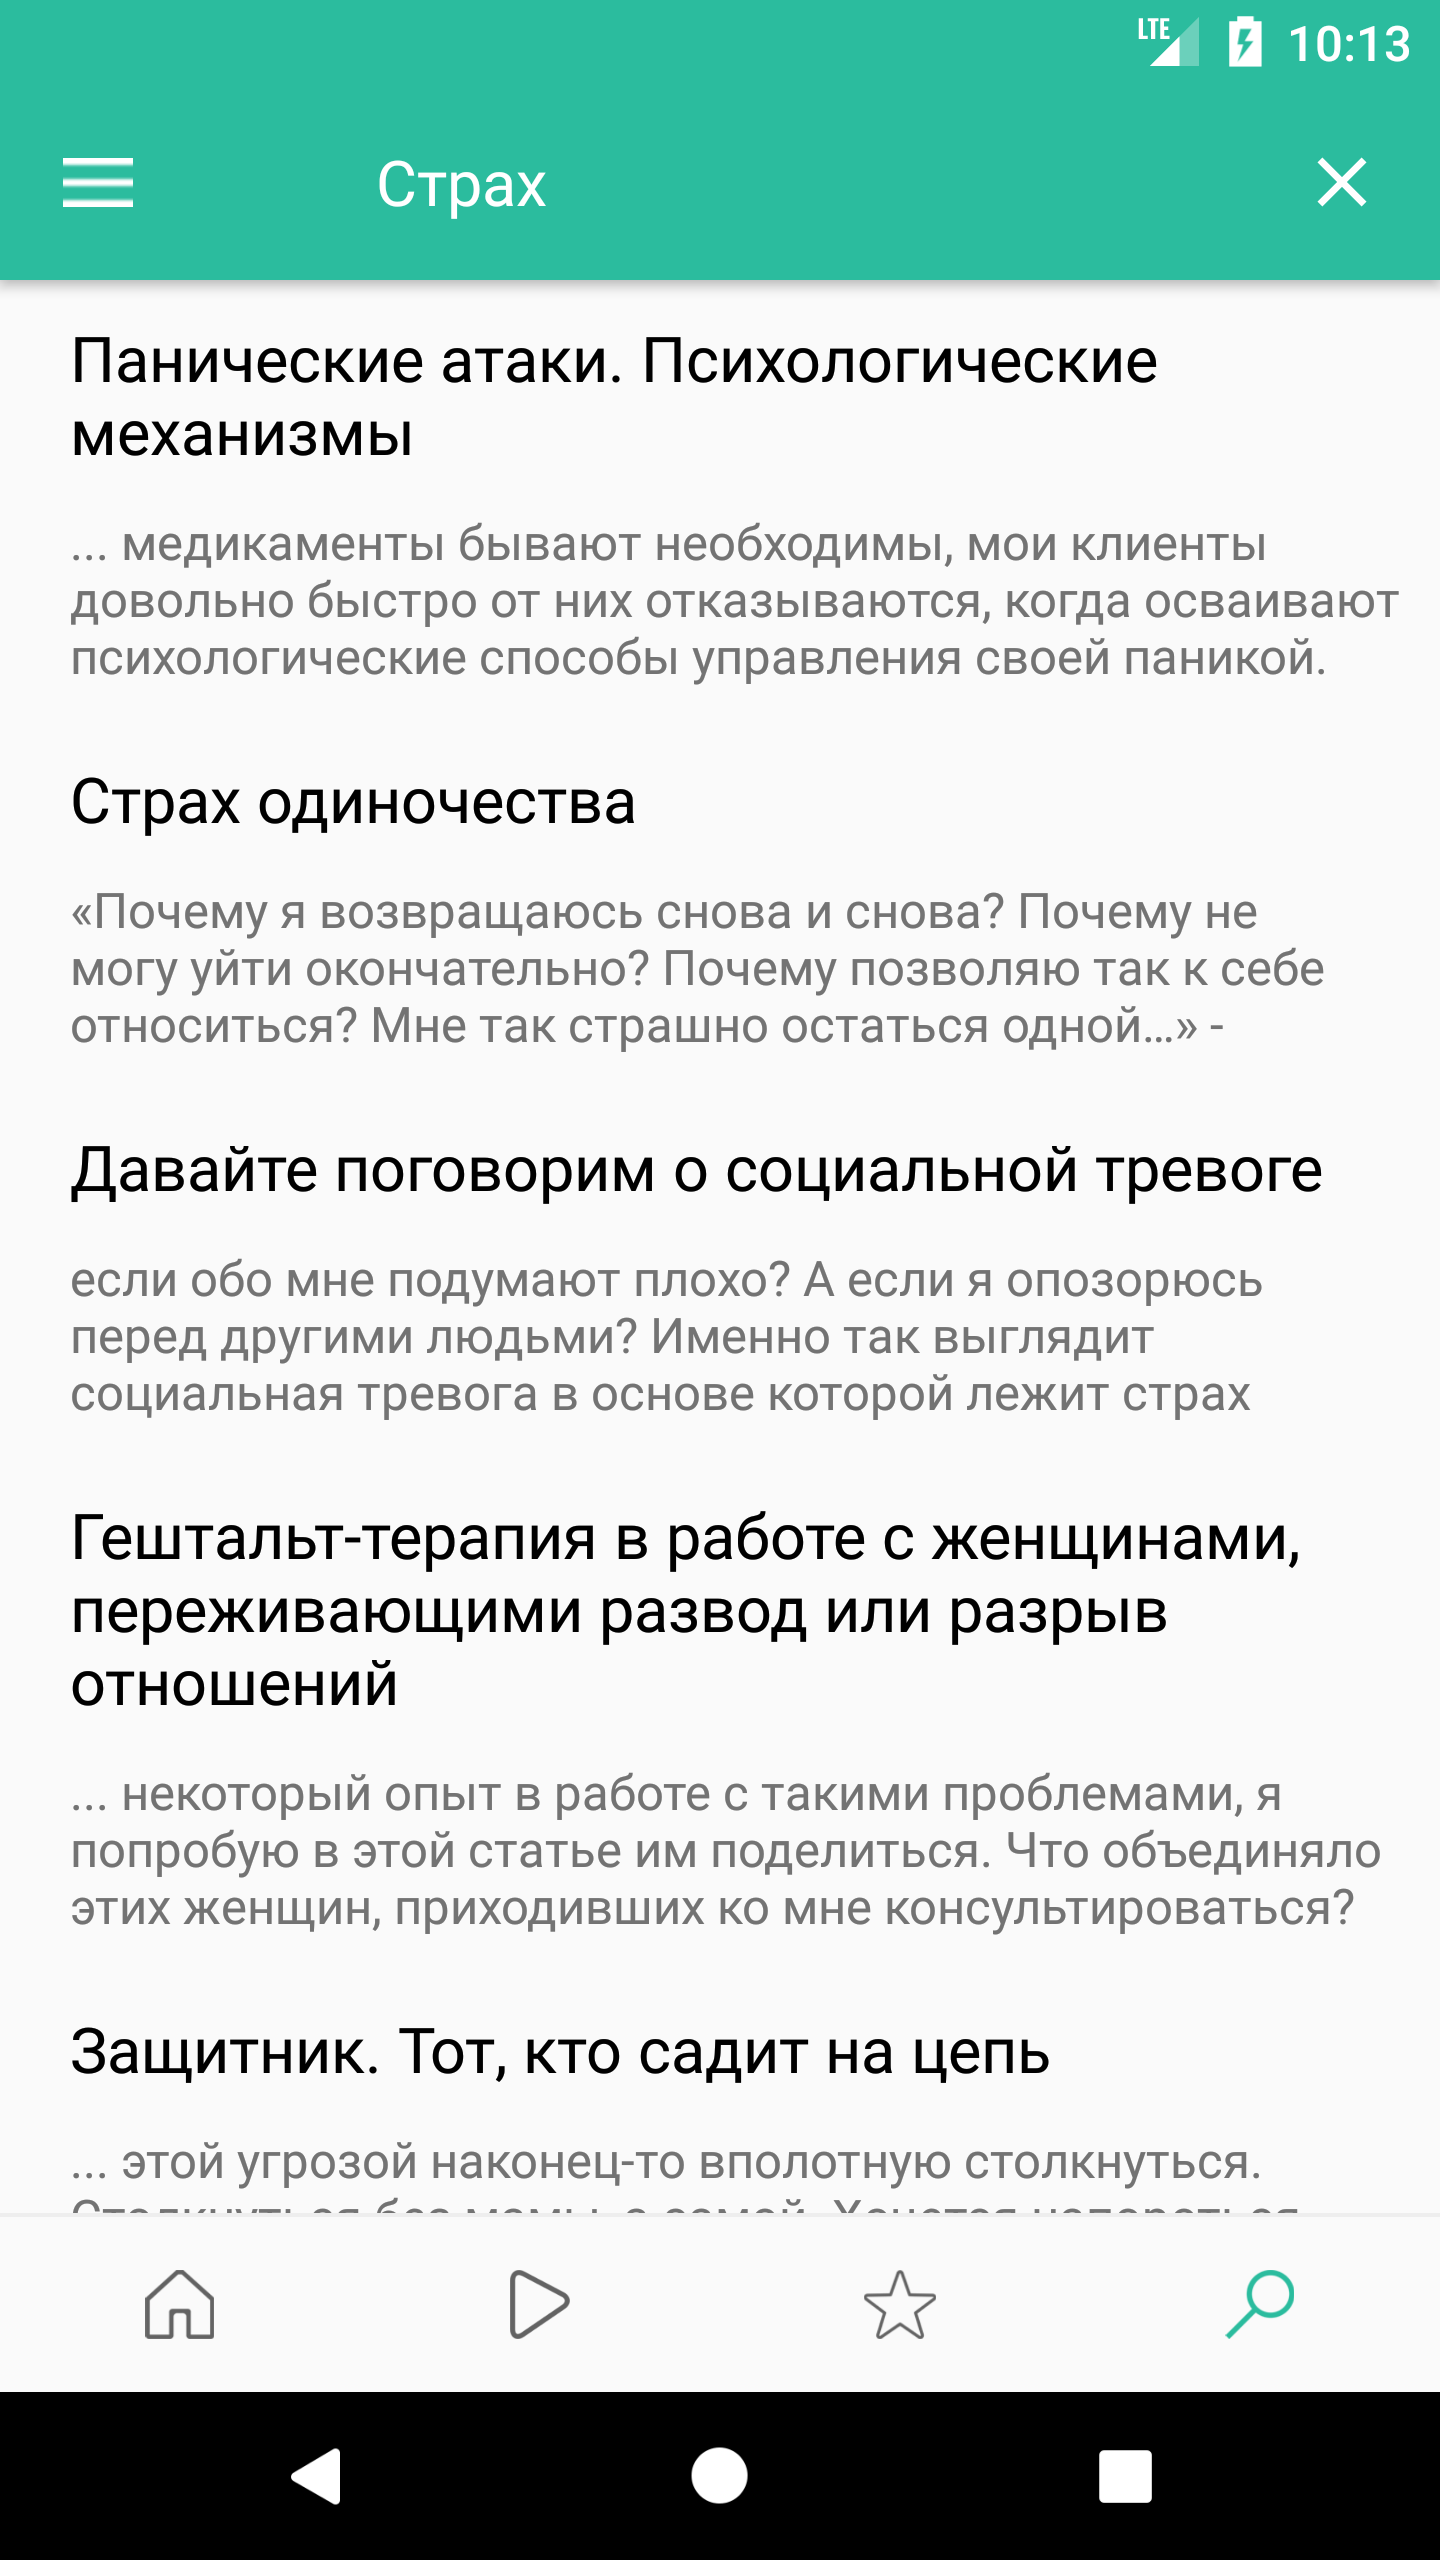 LTE 10:13
Страх
Панические атаки. Психологические
механизмы
... медикаменты бывают необходимы, мои клиенты
довольно быстро от них отказываются, когда осваивают
психологические способы управления своей паникой.
Страх одиночества
«Почему я возвращаюсь снова и снова? Почему не
могу уйти окончательно? Почему позволяю так к себе
относиться? Мне так страшно остаться одной…» -
Давайте поговорим о социальной тревоге
если обо мне подумают плохо? А если я опозорюсь
перед другими людьми? Именно так выглядит
социальная тревога в основе которой лежит страх
Гештальт-терапия в работе с женщинами,
переживающими развод или разрыв
отношений
... некоторый опыт в работе с такими проблемами, я
попробую в этой статье им поделиться. Что объединяло
этих женщин, приходивших ко мне консультироваться?
Защитник. Тот, кто садит на цепь
... этой угрозой наконец-то вплотную столкнуться.